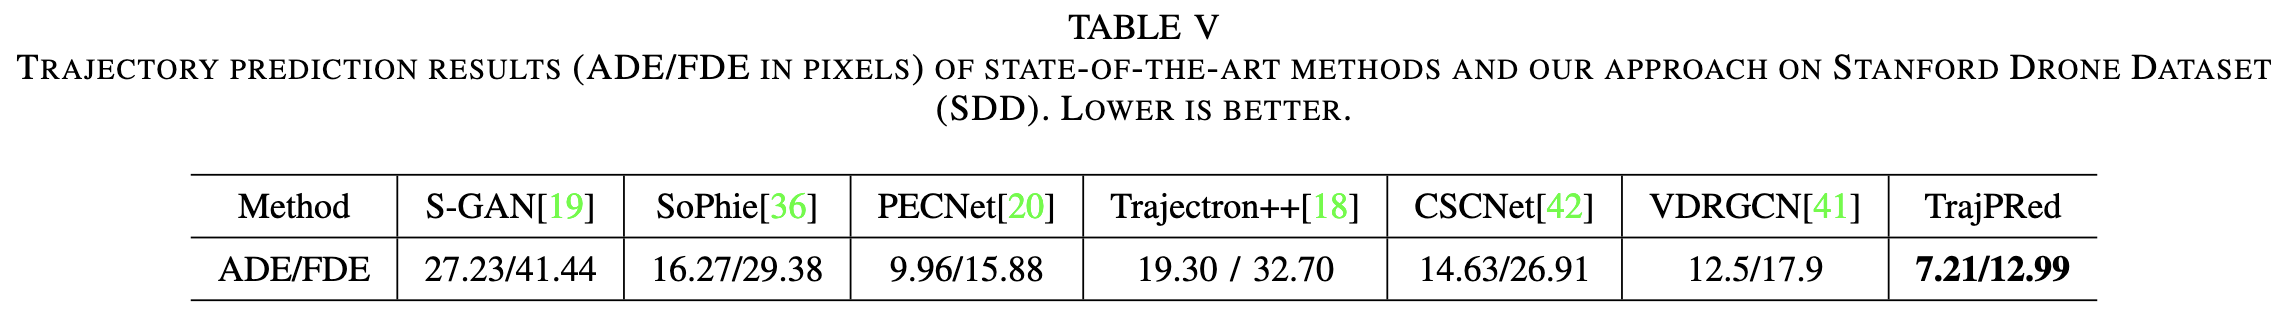 TABLE V
TRAJECTORY PREDICTION RESULTS (ADE/FDE IN PIXELS) OF STATE-OF-THE-ART METHODS AND OUR APPROACH ON STANFORD DRONE DATASET
(SDD). LOWER IS BETTER.
Method S-GAN[19] SoPhie[36] PECNet[20] Trajectron++[18] CSCNet[42] VDRGCN[41] TrajPRed
ADE/FDE 27.23/41.44 16.27/29.38 9.96/15.88 19.30 / 32.70 14.63/26.91 12.5/17.9 7.21/12.99